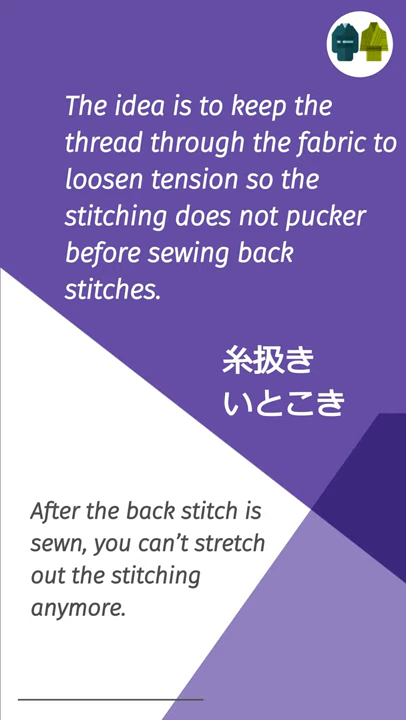 The idea is to keep the
thread through the fabric to
loosen tension so the
stitching does not pucker
before sewing back
stitches.
糸扱き
いとこき
After the back stitch is
sewn, you can't stretch
out the stitching
anymore.